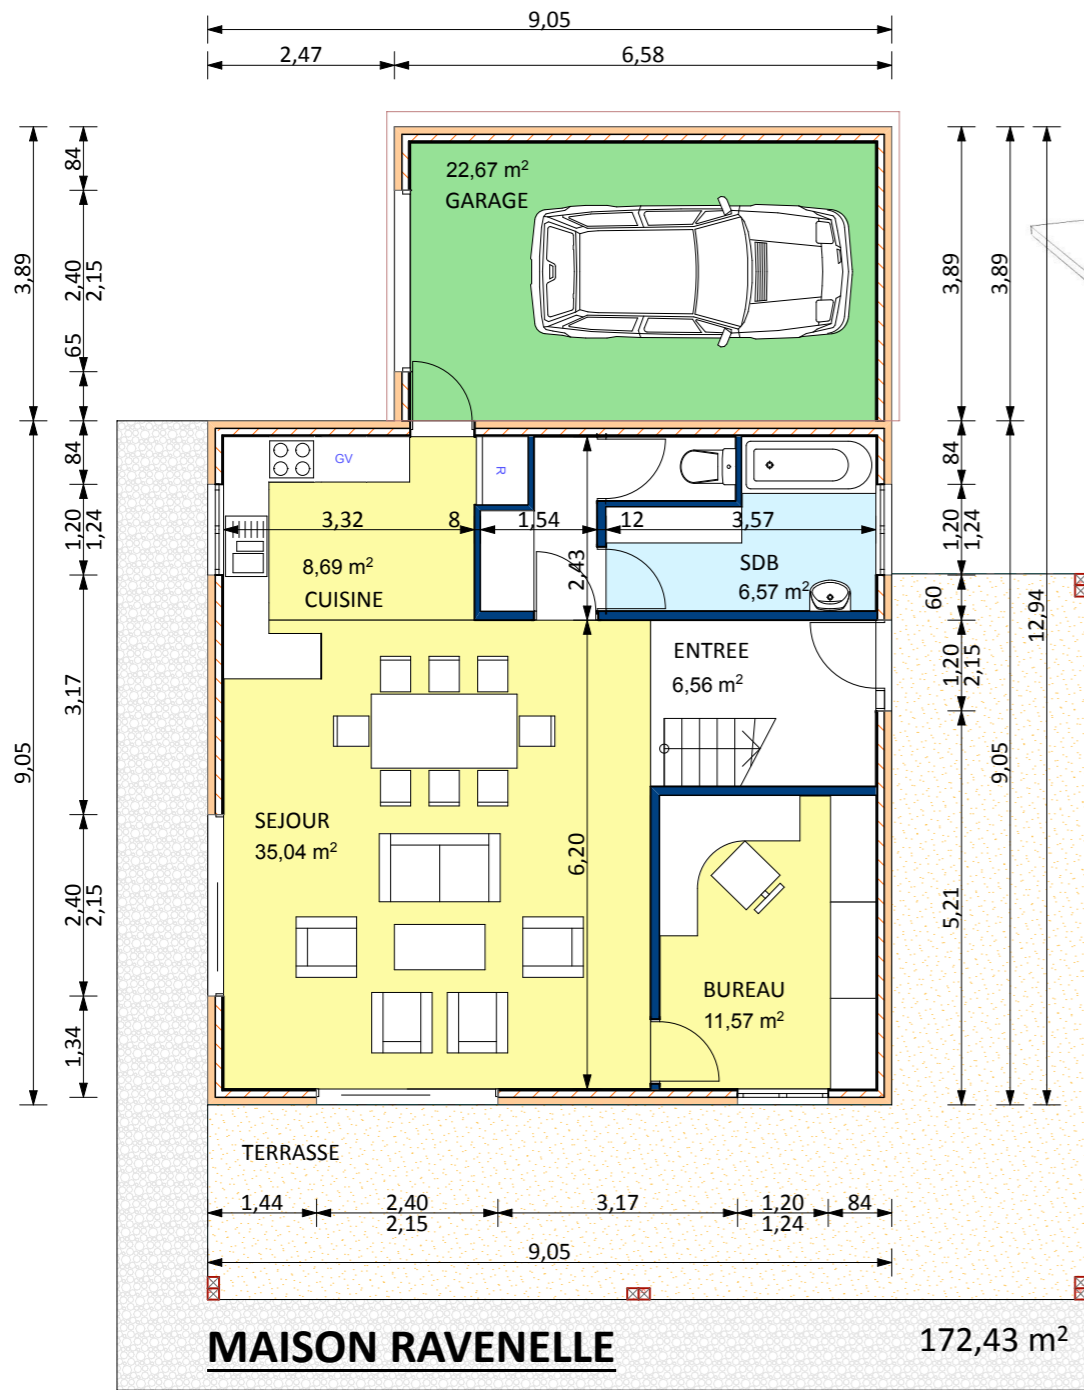 9,05
2,47
6,58
22,67 m²
GARAGE
84
2,40
2,15
65
3,89
3,89
3,89
GV
R
84
1,20
1,24
3,17
9,05
2,40
2,15
1,34
3,32
8
1,54
12
3,57
2,43
8,69 m²
CUISINE
SDB
6,57 m²
84
1,20
1,24
60
12,94
ENTREE
6,56 m²
1,20
2,15
9,05
5,21
SEJOUR
35,04 m²
6,20
BUREAU
11,57 m²
TERRASSE
1,44
2,40
2,15
3,17
1,20
1,24
84
9,05
MAISON RAVENELLE
172,43 m²